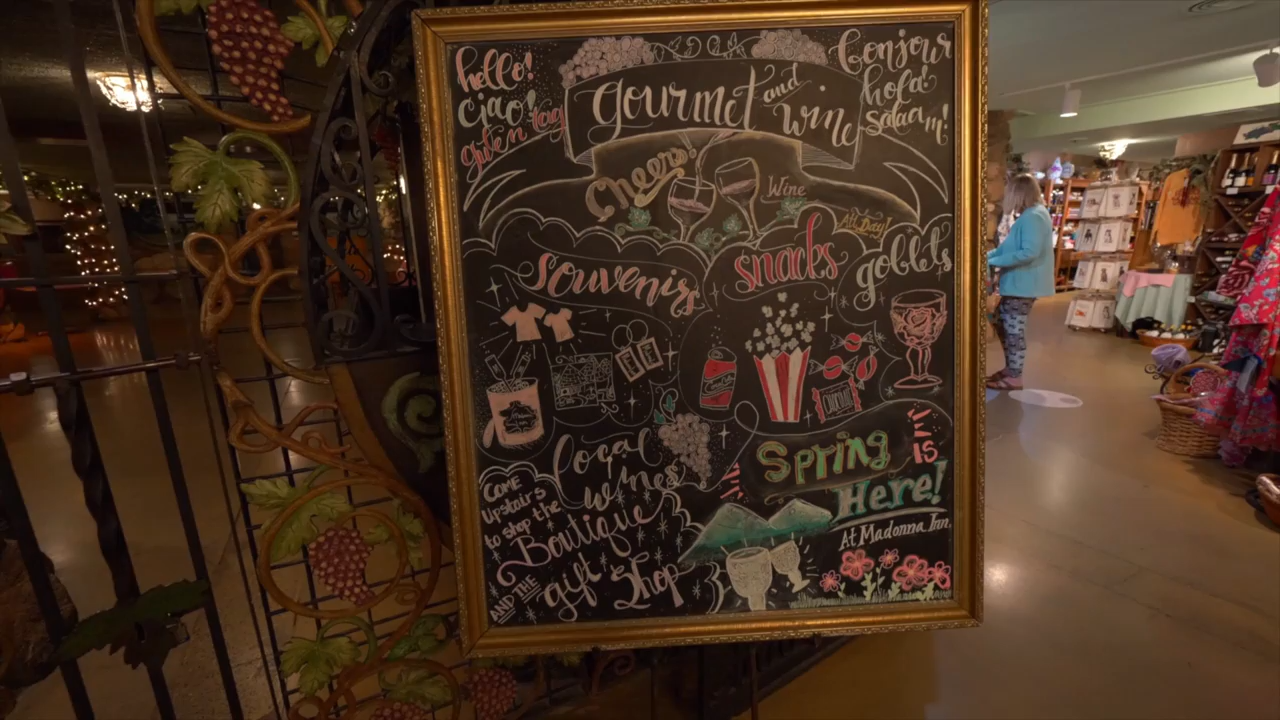 hello!
ciao!
guten tag
gourmet and wine
bonjour
hola!
salaam!
Cheers!
Wine
All Day!
souvenirs
snacks
goblets
CHOCOLATE
local
wines
Spring
is
Here!
At Madonna Inn
COME
Upstairs
to shop the
Boutique
AND THE
gift Shop